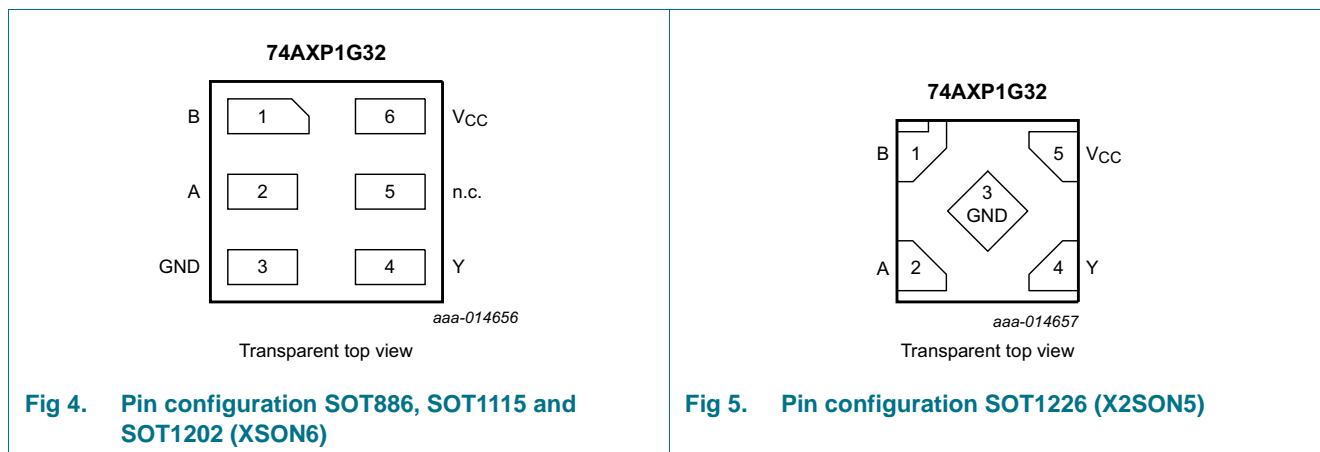 74AXP1G32
B 1 6 VCC
A 2 5 n.c.
GND 3 4 Y
aaa-014656
Transparent top view
Fig 4. Pin configuration SOT886, SOT1115 and
SOT1202 (XSON6)
74AXP1G32
B 1 5 VCC
3
GND
A 2 4 Y
aaa-014657
Transparent top view
Fig 5. Pin configuration SOT1226 (X2SON5)